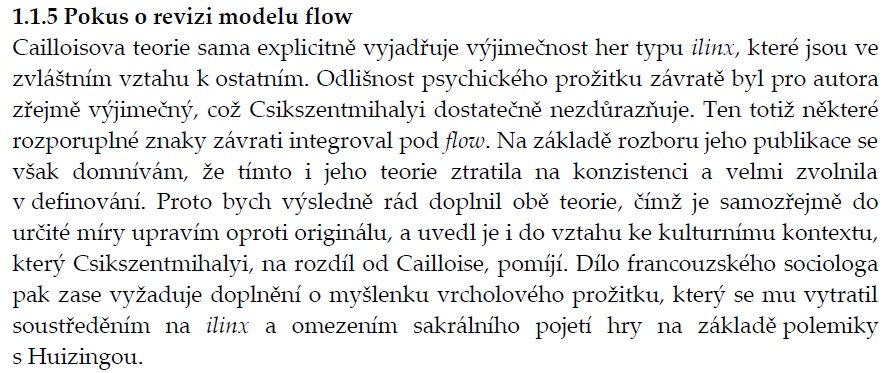 1.1.5 Pokus o revizi modelu flow
Cailloisova teorie sama explicitně vyjadřuje výjimečnost her typu ilinx, které jsou ve
zvláštním vztahu k ostatním. Odlišnost psychického prožitku závratě byl pro autora
zřejmě výjimečný, což Csikszentmihalyi dostatečně nezdůrazňuje. Ten totiž některé
rozporuplné znaky závrati integroval pod flow. Na základě rozboru jeho publikace se
však domnívám, že tímto i jeho teorie ztratila na konzistenci a velmi zvolnila
v definování. Proto bych výsledně rád doplnil obě teorie, čímž je samozřejmě do
určité míry upravím oproti originálu, a uvedl je i do vztahu ke kulturnímu kontextu,
který Csikszentmihalyi, na rozdíl od Cailloise, pomíjí. Dílo francouzského sociologa
pak zase vyžaduje doplnění o myšlenku vrcholového prožitku, který se mu vytratil
soustředěním na ilinx a omezením sakrálního pojetí hry na základě polemiky
s Huizingou.